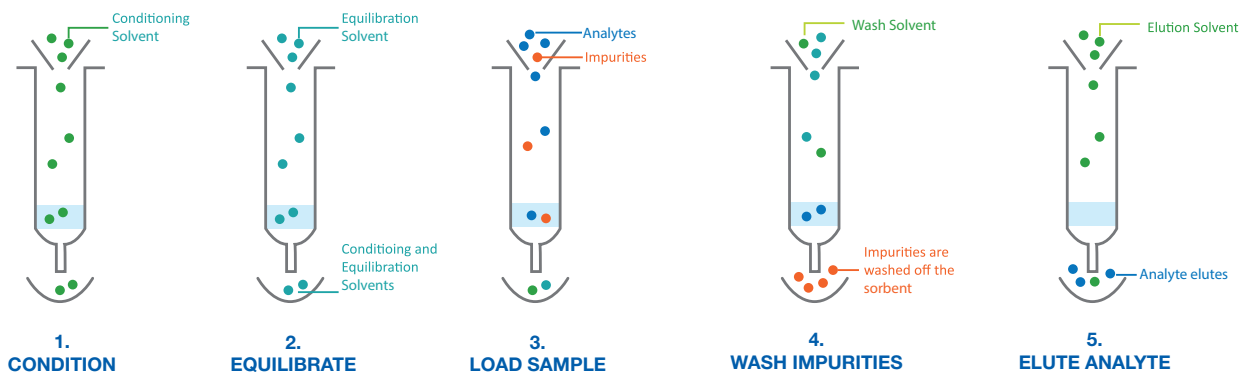 Conditioning
Solvent
1.
CONDITION
Equilibration
Solvent
Conditioing and
Equilibration
Solvents
2.
EQUILIBRATE
Analytes
Impurities
3.
LOAD SAMPLE
Wash Solvent
Impurities are
washed off the
sorbent
4.
WASH IMPURITIES
Elution Solvent
Analyte elutes
5.
ELUTE ANALYTE